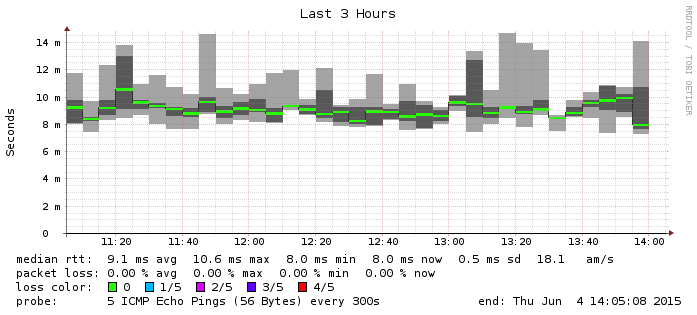 Last 3 Hours
RRDTOOL / TOBI OETIKER
Seconds
14 m
12 m
10 m
8 m
6 m
4 m
2 m
0
11:20 11:40 12:00 12:20 12:40 13:00 13:20 13:40 14:00
median rtt: 9.1 ms avg 10.6 ms max 8.0 ms min 8.0 ms now 0.5 ms sd 18.1 am/s
packet loss: 0.00 % avg 0.00 % max 0.00 % min 0.00 % now
loss color: 0 1/5 2/5 3/5 4/5
probe: 5 ICMP Echo Pings (56 Bytes) every 300s end: Thu Jun 4 14:05:08 2015